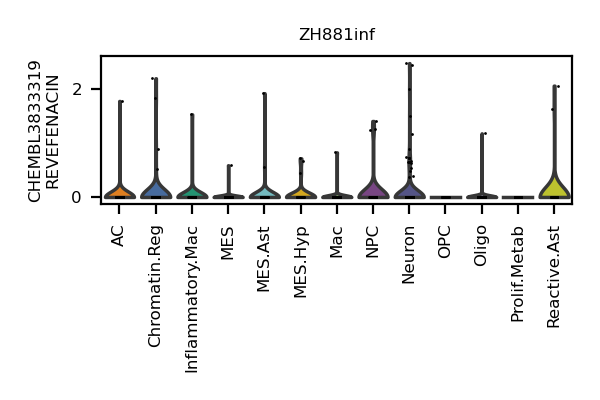 ZH881inf
CHEMBL3833319
REVEFENACIN
2
0
AC
Chromatin.Reg
Inflammatory.Mac
MES
MES.Ast
MES.Hyp
Mac
NPC
Neuron
OPC
Oligo
Prolif.Metab
Reactive.Ast